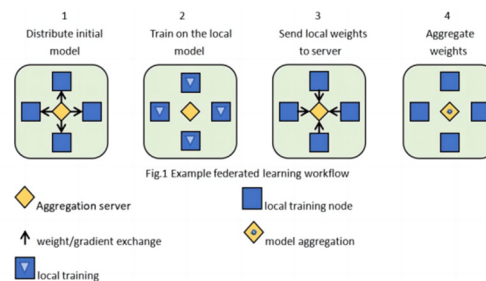 1
Distribute initial
model
2
Train on the local
model
3
Send local weights
to server
4
Aggregate
weights
Fig.1 Example federated learning workflow
Aggregation server
local training node
weight/gradient exchange
model aggregation
local training